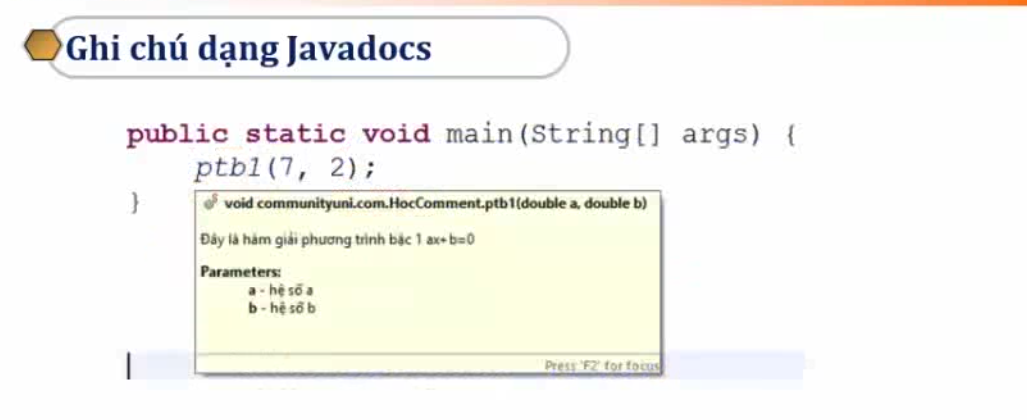 Ghi chú dạng Javadocs
public static void main(String[] args) {
ptb1(7, 2);
}
void communityuni.com.HocComment.ptb1(double a, double b)
Đây là hàm giải phương trình bậc 1 ax+b=0
Parameters:
a - hệ số a
b - hệ số b
Press 'F2' for focus